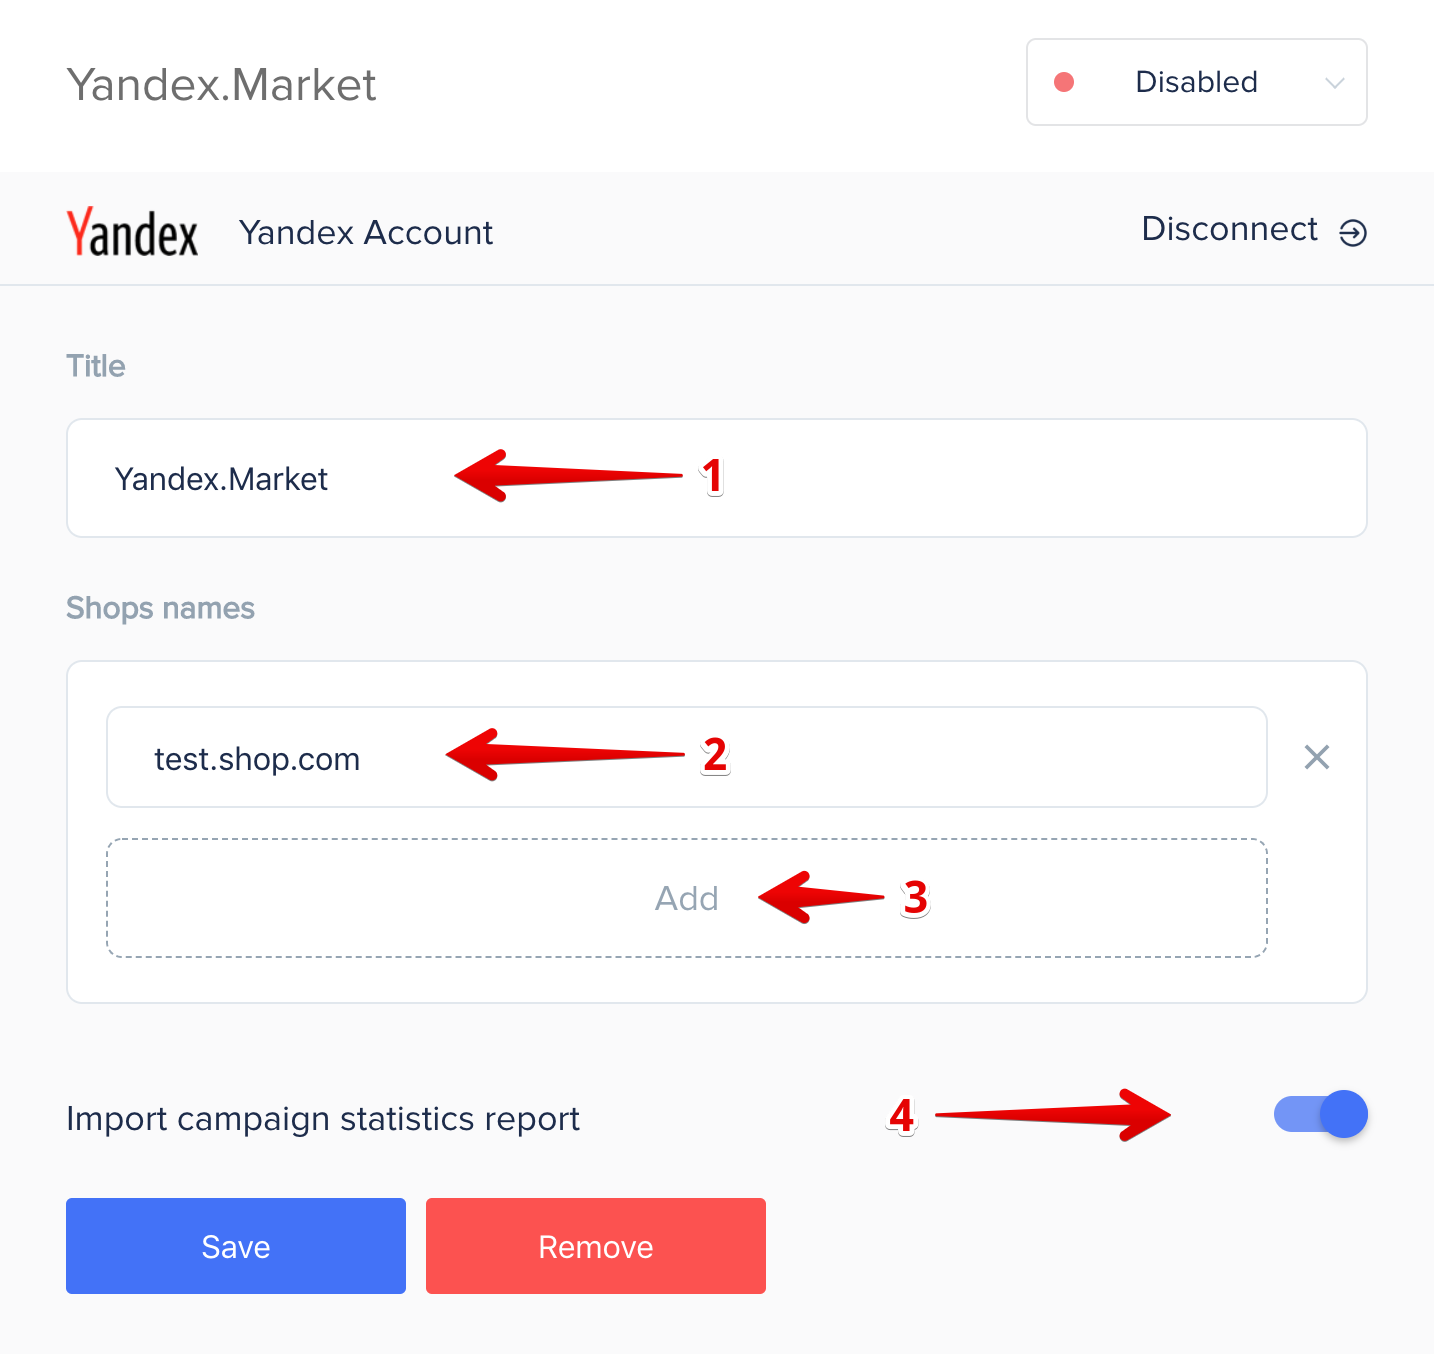 Yandex.Market
Disabled
Yandex Yandex Account
Disconnect
Title
Yandex.Market 1
Shops names
test.shop.com 2
Add 3
Import campaign statistics report 4
Save Remove